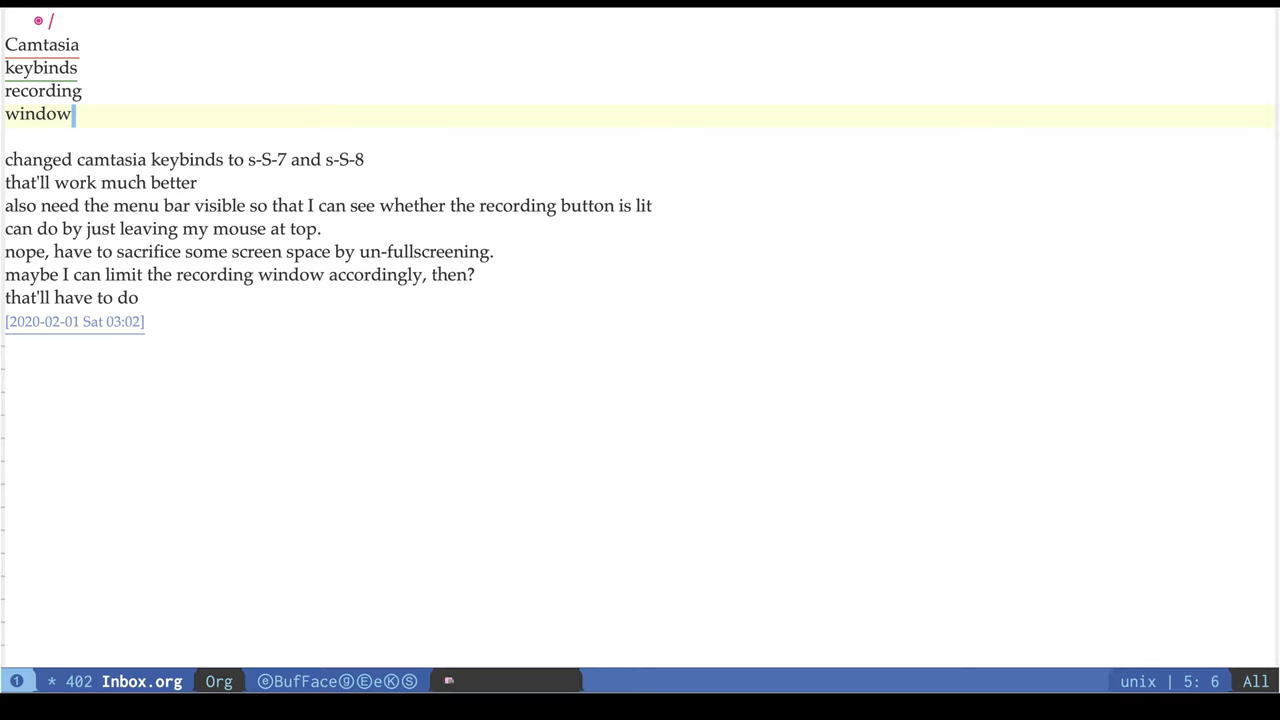 /
Camtasia
keybinds
recording
window
changed camtasia keybinds to s-S-7 and s-S-8
that'll work much better
also need the menu bar visible so that I can see whether the recording button is lit
can do by just leaving my mouse at top.
nope, have to sacrifice some screen space by un-fullscreening.
maybe I can limit the recording window accordingly, then?
that'll have to do
[2020-02-01 Sat 03:02]
❶ * 402 Inbox.org Org ⓔBufFaceⓖⒺeⓀⓈ unix | 5: 6 All